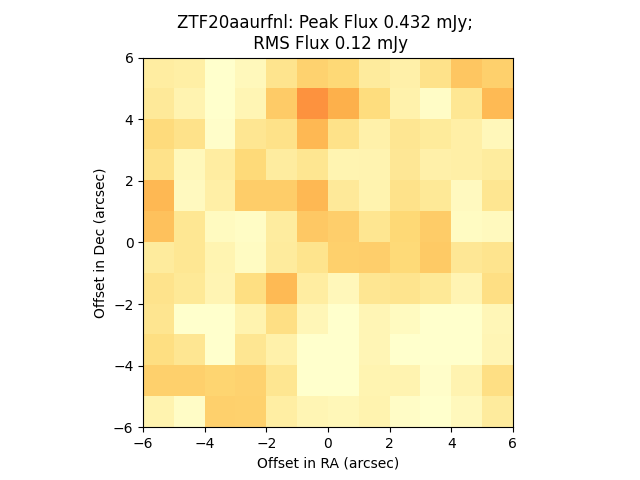 ZTF20aaurfnl: Peak Flux 0.432 mJy;
RMS Flux 0.12 mJy
6
4
2
0
−2
−4
−6
Offset in Dec (arcsec)
−6 −4 −2 0 2 4 6
Offset in RA (arcsec)